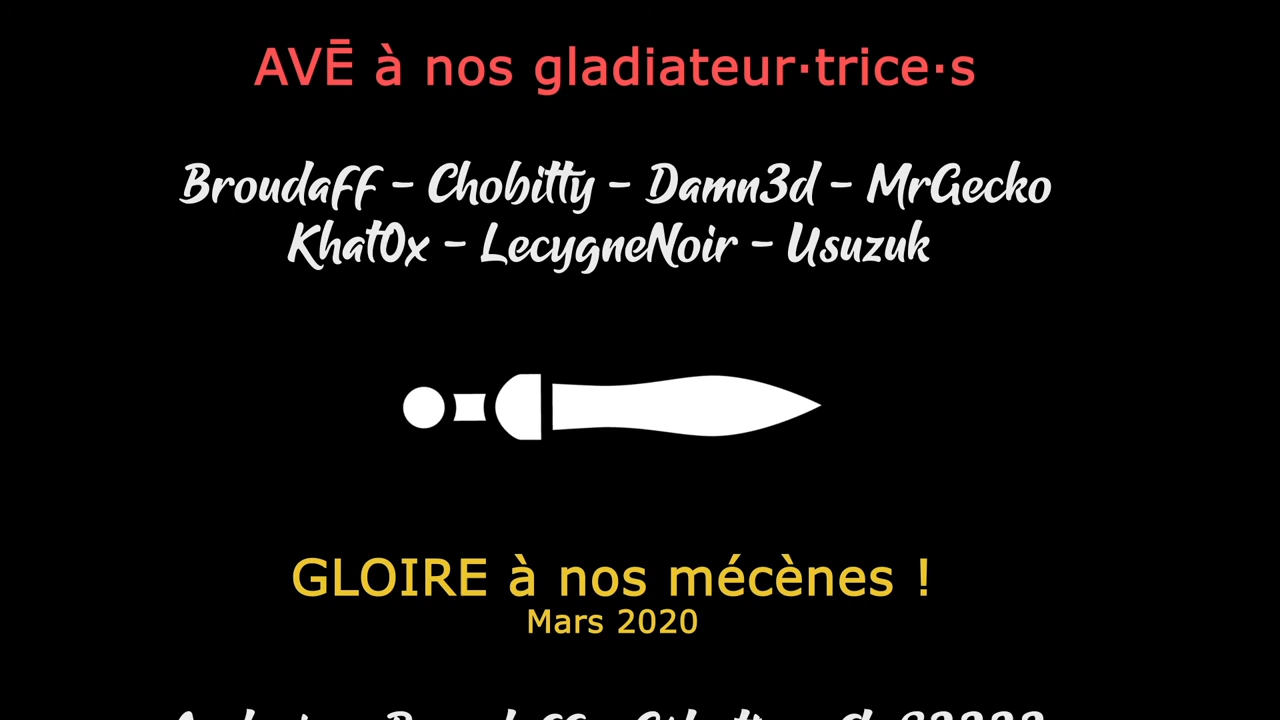 AVĒ à nos gladiateur·trice·s
Broudaff - Chobitty - Damn3d - MrGecko
Khat0x - LecygneNoir - Usuzuk
GLOIRE à nos mécènes !
Mars 2020